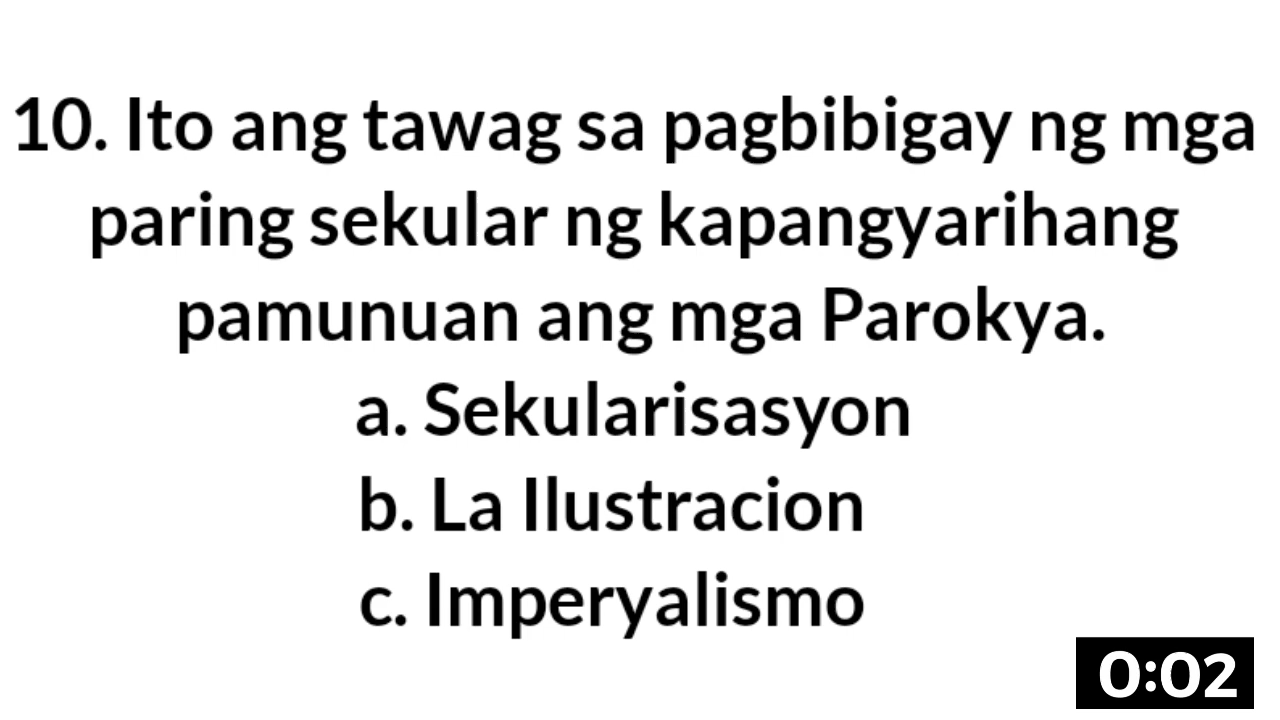 10. Ito ang tawag sa pagbibigay ng mga
paring sekular ng kapangyarihang
pamunuan ang mga Parokya.
a. Sekularisasyon
b. La Ilustracion
c. Imperyalismo
0:02